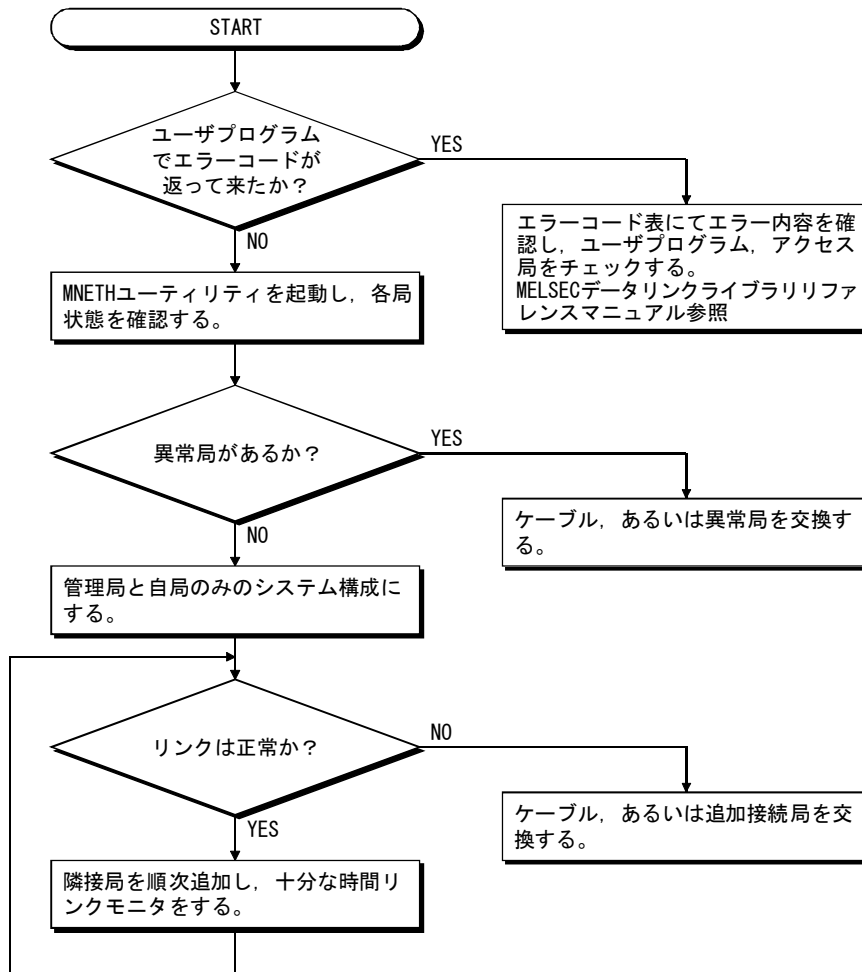 START
ユーザプログラム
でエラーコードが
返って来たか？
YES
NO
エラーコード表にてエラー内容を確
認し，ユーザプログラム，アクセス
局をチェックする。
MELSECデータリンクライブラリリファ
レンスマニュアル参照
MNETHユーティリティを起動し，各局
状態を確認する。
異常局があるか？
YES
NO
ケーブル，あるいは異常局を交換す
る。
管理局と自局のみのシステム構成に
する。
リンクは正常か？
NO
YES
ケーブル，あるいは追加接続局を交
換する。
隣接局を順次追加し，十分な時間リ
ンクモニタをする。